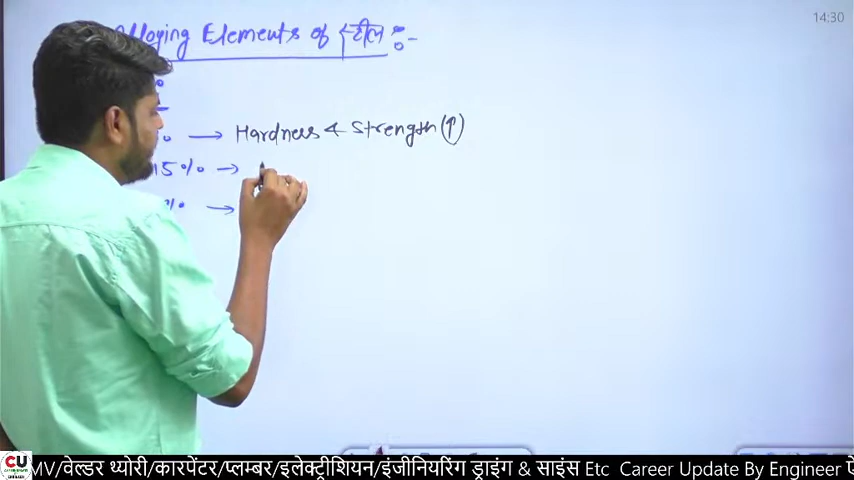 14:30
Alloying Elements of स्टील :-
→ Hardness & Strength (↑)
15% →
% →
CU
MV/वेल्डर थ्योरी/कारपेंटर/प्लम्बर/इलेक्ट्रीशियन/इंजीनियरिंग ड्राइंग & साइंस Etc Career Update By Engineer ऐ